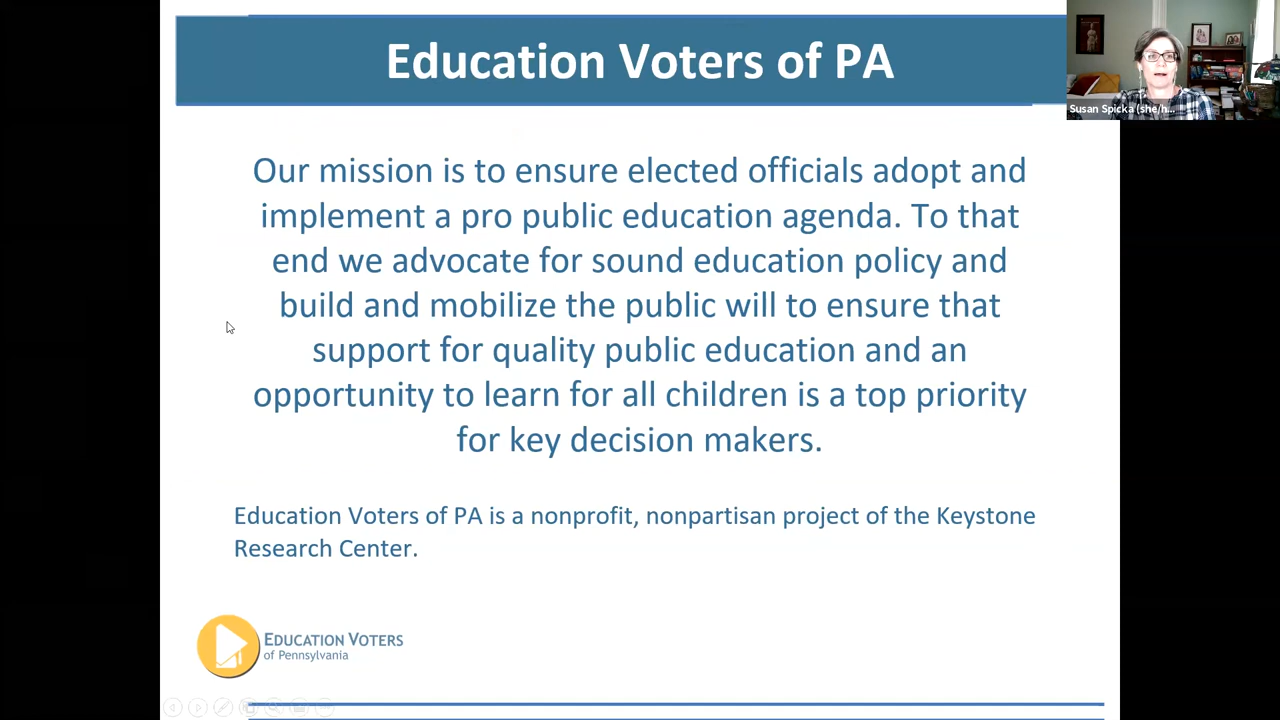 Education Voters of PA
Susan Spicka (she/h...
Our mission is to ensure elected officials adopt and
implement a pro public education agenda. To that
end we advocate for sound education policy and
build and mobilize the public will to ensure that
support for quality public education and an
opportunity to learn for all children is a top priority
for key decision makers.
Education Voters of PA is a nonprofit, nonpartisan project of the Keystone
Research Center.
EDUCATION VOTERS
of Pennsylvania